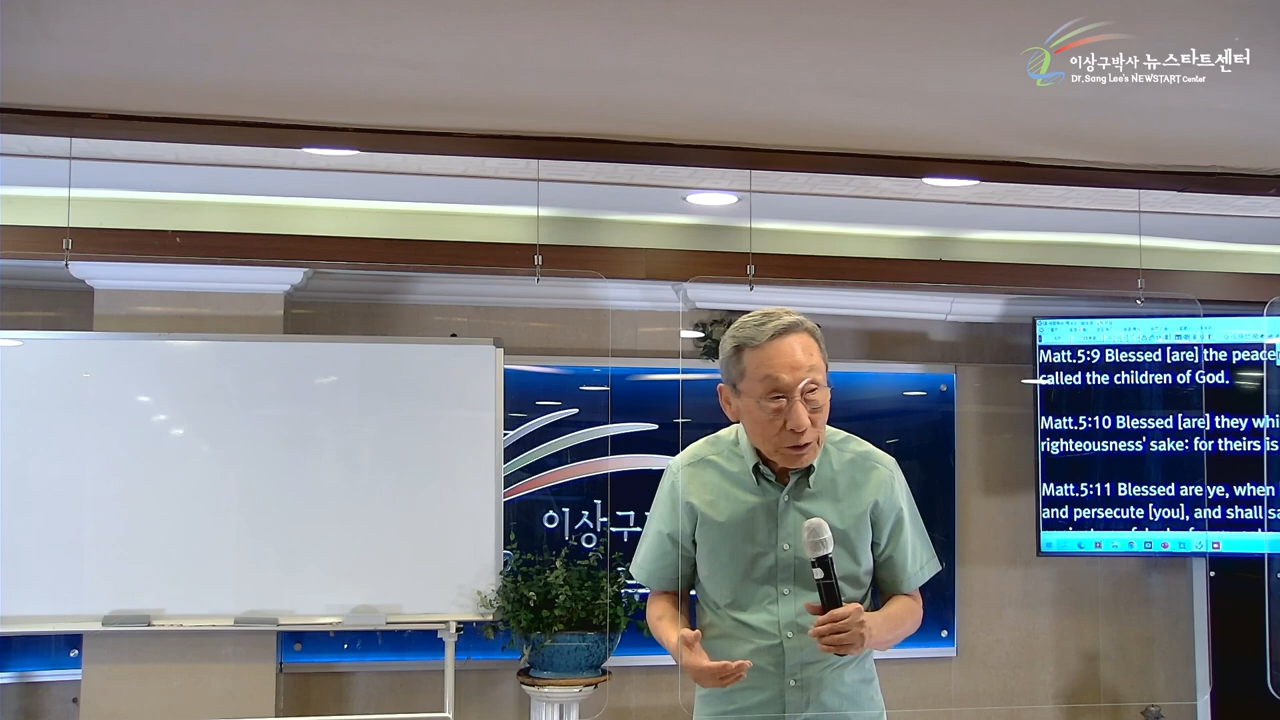 이상구박사 뉴스타트센터
Dr. Sang Lee's NEWSTART Center
이상구
Matt.5:9 Blessed [are] the peace
called the children of God.
Matt.5:10 Blessed [are] they whi
righteousness' sake: for theirs is
Matt.5:11 Blessed are ye, when
and persecute [you], and shall sa